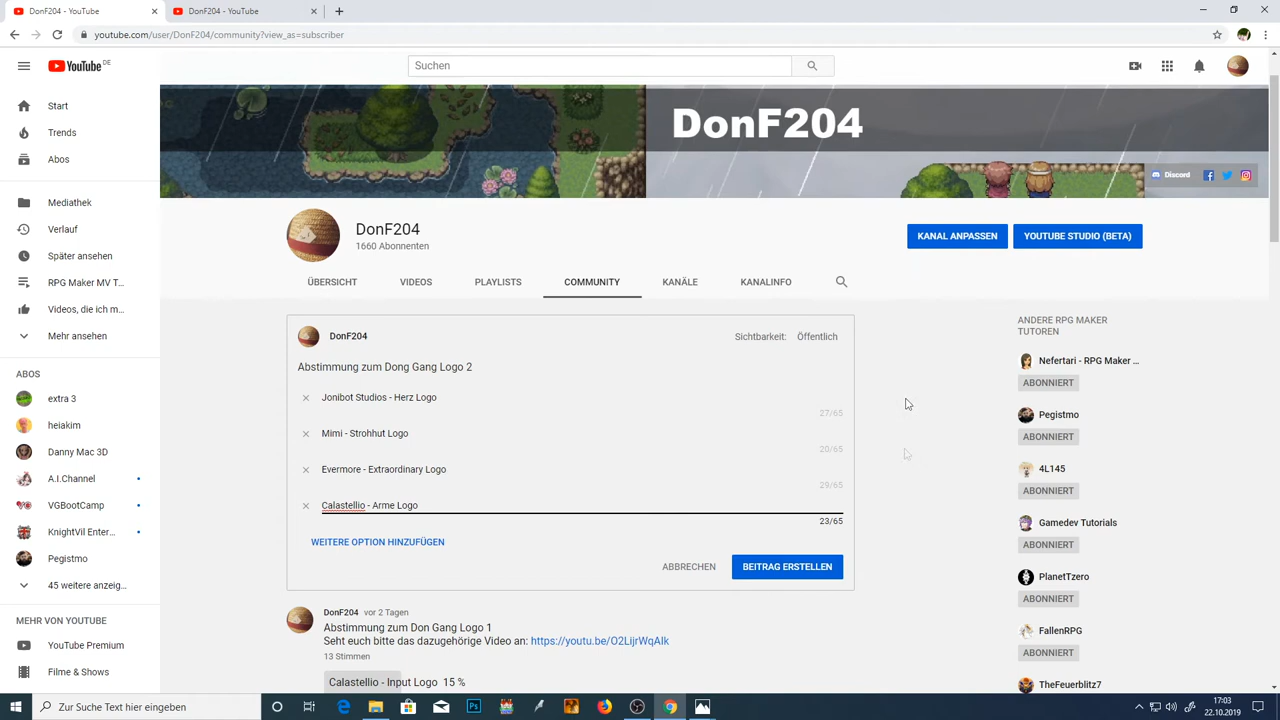 DonF204 - YouTube
DonF204 - YouTube
youtube.com/user/DonF204/community?view_as=subscriber
YouTube DE
Suchen
Start
Trends
Abos
Mediathek
Verlauf
Später ansehen
RPG Maker MV T...
Videos, die ich m...
Mehr ansehen
ABOS
extra 3
heiakim
Danny Mac 3D
A.I.Channel
VGBootCamp
KnightVil Enter...
Pegistmo
45 weitere anzeig...
MEHR VON YOUTUBE
YouTube Premium
Filme & Shows
DonF204
Discord
DonF204
1660 Abonnenten
KANAL ANPASSEN
YOUTUBE STUDIO (BETA)
ÜBERSICHT
VIDEOS
PLAYLISTS
COMMUNITY
KANÄLE
KANALINFO
DonF204
Sichtbarkeit: Öffentlich
Abstimmung zum Dong Gang Logo 2
Jonibot Studios - Herz Logo
27/65
Mimi - Strohhut Logo
20/65
Evermore - Extraordinary Logo
29/65
Calastellio - Arme Logo
23/65
WEITERE OPTION HINZUFÜGEN
ABBRECHEN
BEITRAG ERSTELLEN
DonF204 vor 2 Tagen
Abstimmung zum Don Gang Logo 1
Seht euch bitte das dazugehörige Video an: https://youtu.be/O2LijrWqAIk
13 Stimmen
Calastellio - Input Logo 15 %
ANDERE RPG MAKER
TUTOREN
Nefertari - RPG Maker ...
ABONNIERT
Pegistmo
ABONNIERT
4L145
ABONNIERT
Gamedev Tutorials
ABONNIERT
PlanetTzero
ABONNIERT
FallenRPG
ABONNIERT
TheFeuerblitz7
Zur Suche Text hier eingeben
17:03
22.10.2019